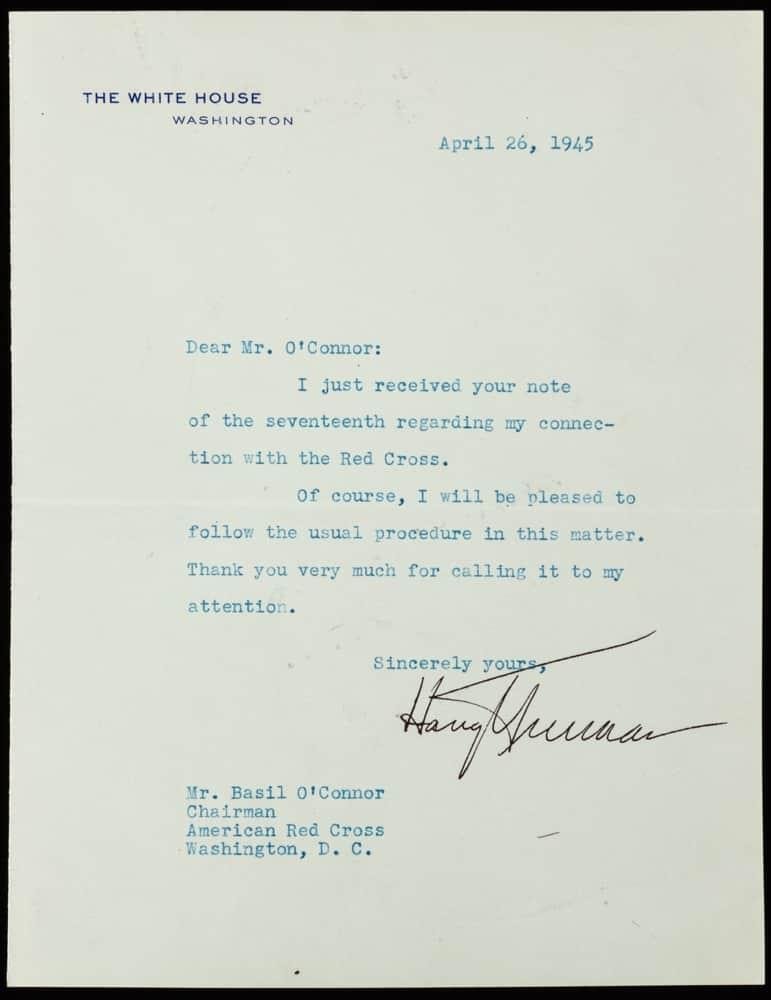 THE WHITE HOUSE
WASHINGTON
April 26, 1945
Dear Mr. O'Connor:
I just received your note
of the seventeenth regarding my connec-
tion with the Red Cross.
Of course, I will be pleased to
follow the usual procedure in this matter.
Thank you very much for calling it to my
attention.
Sincerely yours,
Harry Truman
Mr. Basil O'Connor
Chairman
American Red Cross
Washington, D. C.